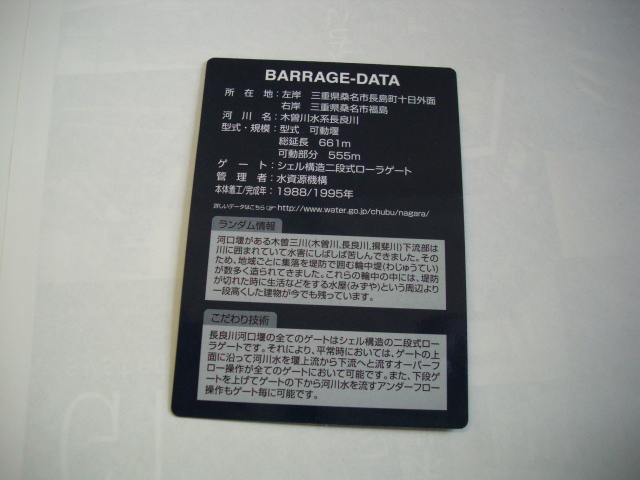 BARRAGE-DATA
所在地：左岸 三重県桑名市長島町十日外面
右岸 三重県桑名市福島
河川名：木曽川水系長良川
型式・規模：型式 可動堰
総延長 661m
可動部分 555m
ゲート：シェル構造二段式ローラゲート
管理者：水資源機構
本体着工/完成年：1988/1995年
詳しいデータはこちら☞http://www.water.go.jp/chubu/nagara/
ランダム情報
河口堰がある木曽三川(木曽川、長良川、揖斐川)下流部は
川に囲まれていて水害にしばしば苦しんできました。その
ため、地域ごとに集落を堤防で囲む輪中堤(わじゅうてい)
が数多く造られてきました。これらの輪中の中には、堤防
が切れた時に生活などをする水屋(みずや)という周辺より
一段高くした建物が今でも残っています。
こだわり技術
長良川河口堰の全てのゲートはシェル構造の二段式ロー
ラゲートです。それにより、平常時においては、ゲートの上
面に沿って河川水を堰上流から下流へと流すオーバーフ
ロー操作が全てのゲートにおいて可能です。また、下段ゲ
ートを上げてゲートの下から河川水を流すアンダーフロー
操作もゲート毎に可能です。